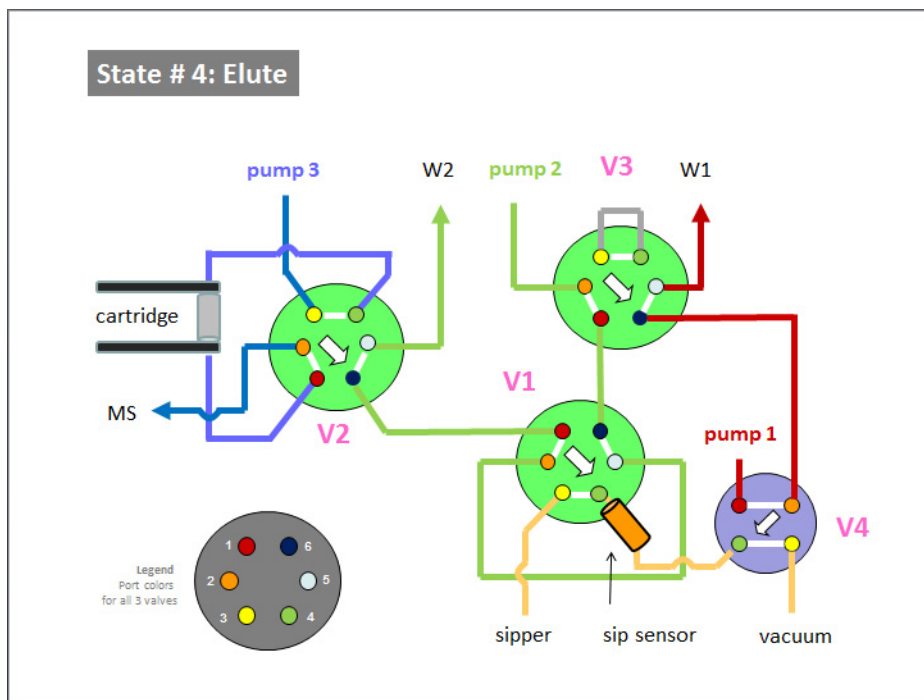 State # 4: Elute
pump 3
W2
pump 2
V3
W1
cartridge
MS
V2
V1
pump 1
V4
Legend
Port colors
for all 3 valves
1
6
2
5
3
4
sipper
sip sensor
vacuum